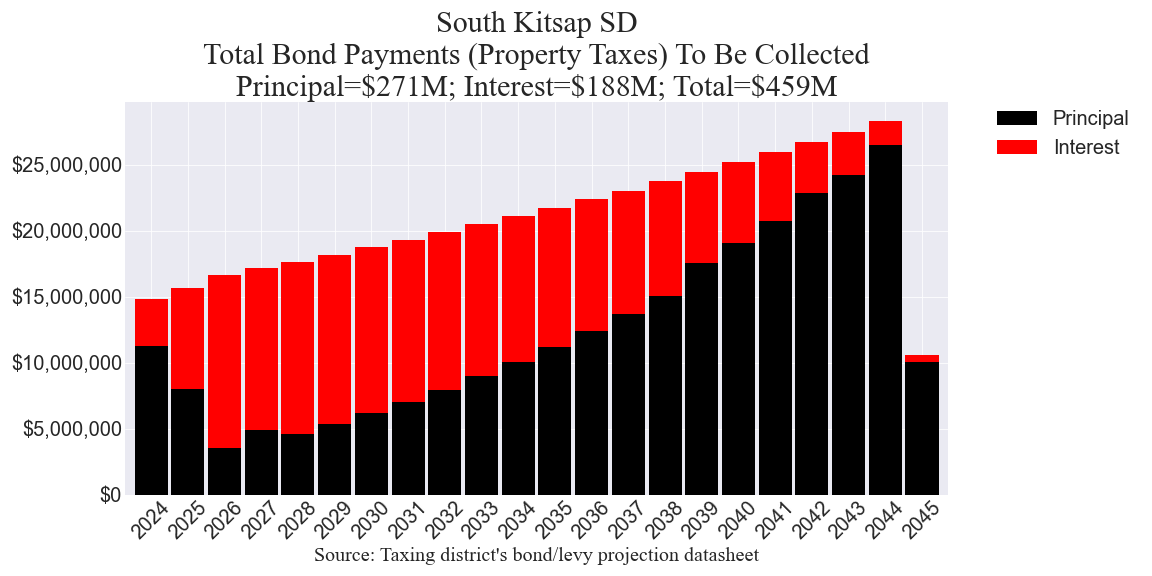 South Kitsap SD
Total Bond Payments (Property Taxes) To Be Collected
Principal=$271M; Interest=$188M; Total=$459M
Principal
Interest
$25,000,000
$20,000,000
$15,000,000
$10,000,000
$5,000,000
$0
2024 2025 2026 2027 2028 2029 2030 2031 2032 2033 2034 2035 2036 2037 2038 2039 2040 2041 2042 2043 2044 2045
Source: Taxing district's bond/levy projection datasheet